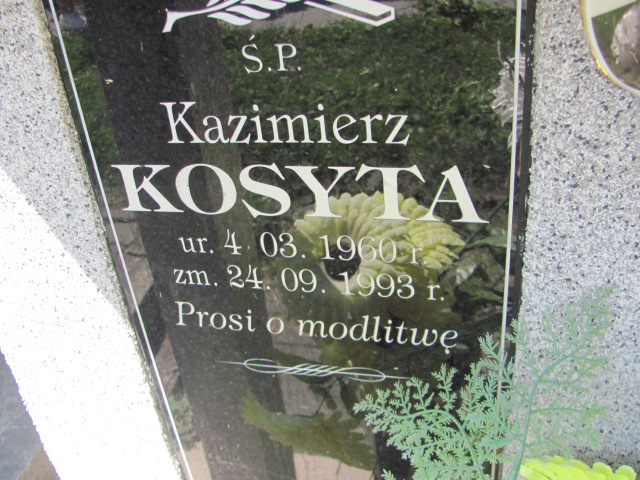 Ś.P.
Kazimierz
KOSYTA
ur. 4 03. 1960 r.
zm. 24. 09. 1993 r.
Prosi o modlitwę